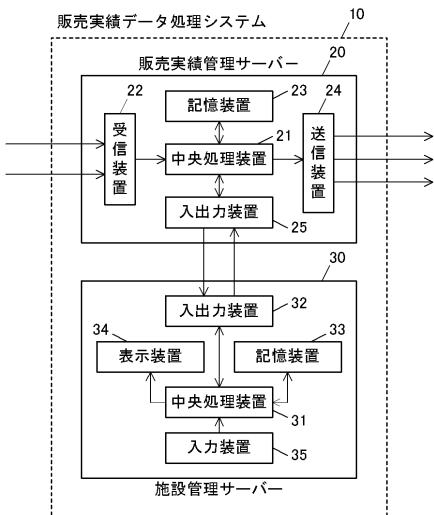 販売実績データ処理システム
10
販売実績管理サーバー
20
22
23
24
記憶装置
受信装置
21
送信装置
中央処理装置
入出力装置
25
30
入出力装置
32
34
33
表示装置
記憶装置
中央処理装置
31
入力装置
35
施設管理サーバー